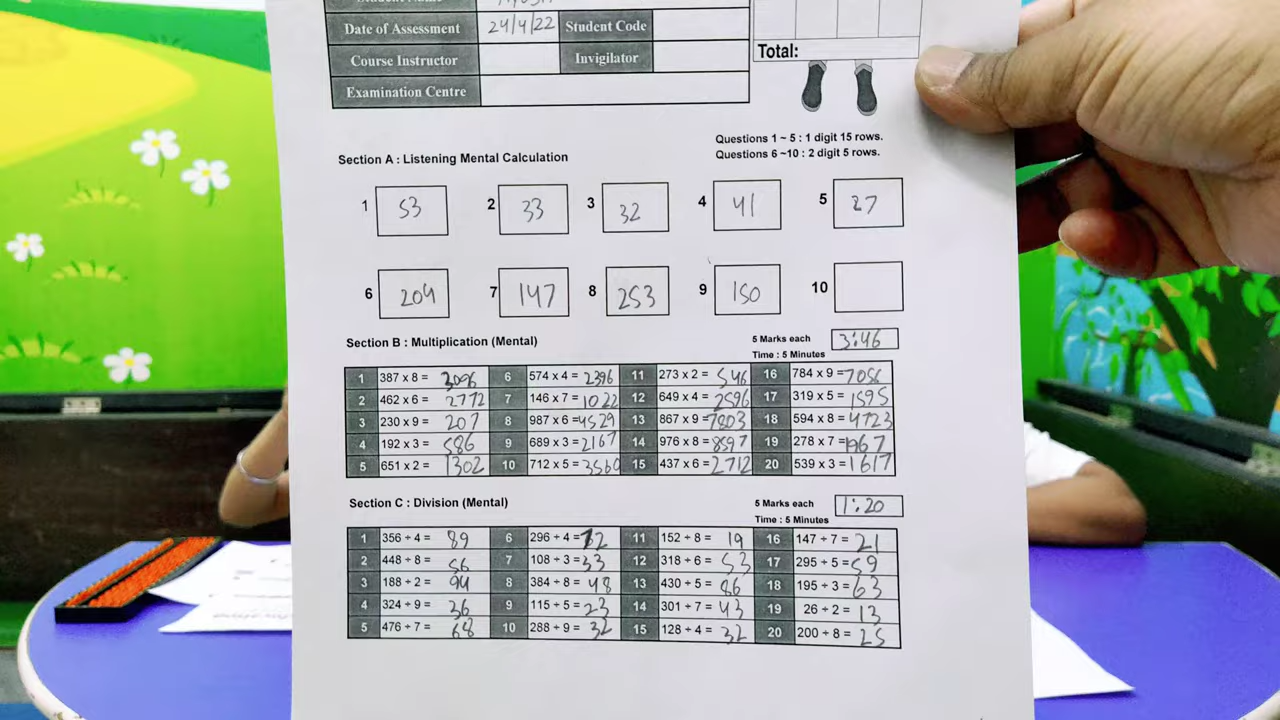 Student Name
Date of Assessment 24/4/22 Student Code
Course Instructor Invigilator
Examination Centre
Total:
Questions 1 ~ 5 : 1 digit 15 rows.
Questions 6 ~10 : 2 digit 5 rows.
Section A : Listening Mental Calculation
1 53 2 33 3 32 4 41 5 27
6 204 7 147 8 253 9 150 10
Section B : Multiplication (Mental) 5 Marks each 3:46
Time : 5 Minutes
1 387 x 8 = 3096 6 574 x 4 = 2396 11 273 x 2 = 546 16 784 x 9 = 7056
2 462 x 6 = 2772 7 146 x 7 = 1022 12 649 x 4 = 2596 17 319 x 5 = 1595
3 230 x 9 = 207 8 987 x 6 = 4529 13 867 x 9 = 7803 18 594 x 8 = 4723
4 192 x 3 = 586 9 689 x 3 = 2167 14 976 x 8 = 8597 19 278 x 7 = 1967
5 651 x 2 = 1302 10 712 x 5 = 3560 15 437 x 6 = 2712 20 539 x 3 = 1617
Section C : Division (Mental) 5 Marks each 1:20
Time : 5 Minutes
1 356 ÷ 4 = 89 6 296 ÷ 4 = 72 11 152 ÷ 8 = 19 16 147 ÷ 7 = 21
2 448 ÷ 8 = 56 7 108 ÷ 3 = 33 12 318 ÷ 6 = 53 17 295 ÷ 5 = 59
3 188 ÷ 2 = 94 8 384 ÷ 8 = 48 13 430 ÷ 5 = 86 18 195 ÷ 3 = 63
4 324 ÷ 9 = 36 9 115 ÷ 5 = 23 14 301 ÷ 7 = 43 19 26 ÷ 2 = 13
5 476 ÷ 7 = 68 10 288 ÷ 9 = 32 15 128 ÷ 4 = 32 20 200 ÷ 8 = 25